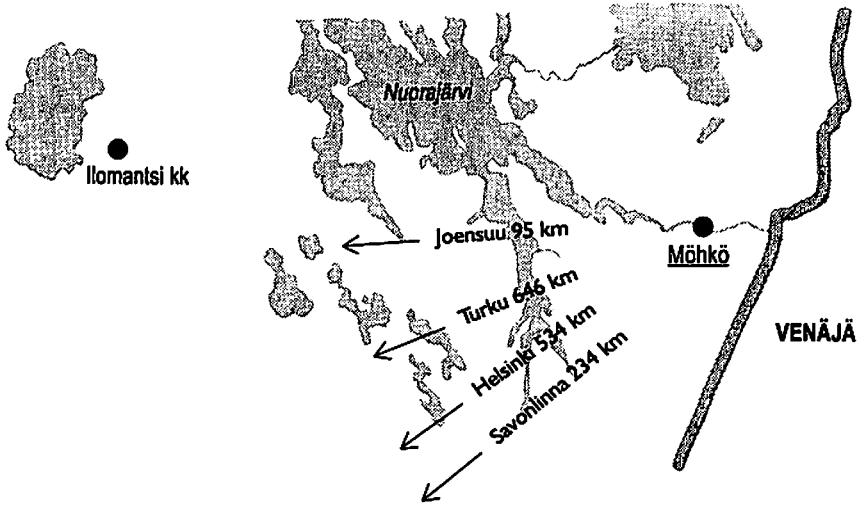 Nuorajärvi
Ilomantsi kk
Joensuu 95 km
Möhkö
Turku 646 km
VENÄJÄ
Helsinki 534 km
Savonlinna 234 km